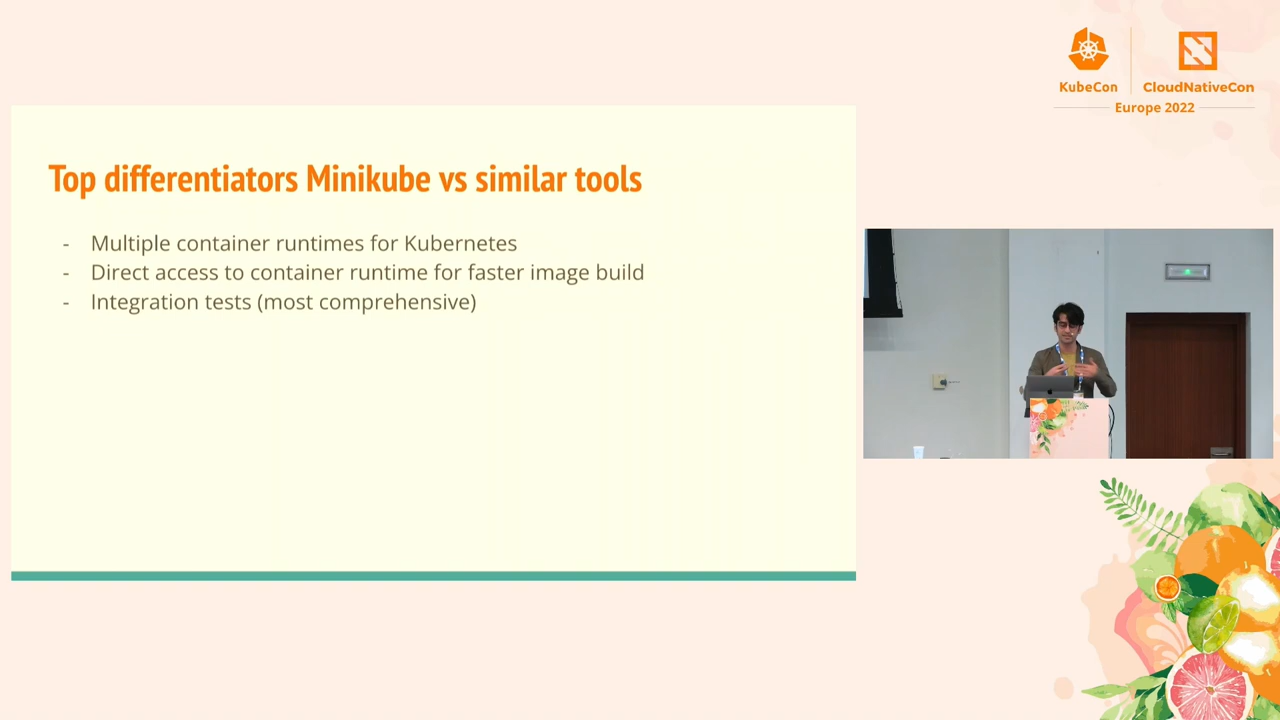 KubeCon
CloudNativeCon
Europe 2022
Top differentiators Minikube vs similar tools
- Multiple container runtimes for Kubernetes
- Direct access to container runtime for faster image build
- Integration tests (most comprehensive)